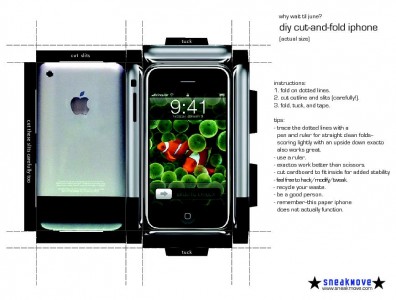 why wait til june?
diy cut-and-fold iphone
(actual size)
tuck
cut slits
cut these slits carefully too
9:41
instructions:
1. fold on dotted lines.
2. cut outline and slits (carefully!).
3. fold, tuck, and tape.
tips:
- trace the dotted lines with a
pen and ruler for straight clean folds-
scoring lightly with an upside down exacto
also works great.
- use a ruler.
- exactos work better than scissors.
- cut cardboard to fit inside for added stability
- feel free to hack/modify/tweak.
- recycle your waste.
- be a good person.
- remember-this paper iphone
does not actually function.
tuck
sneakmove
www.sneakmove.com